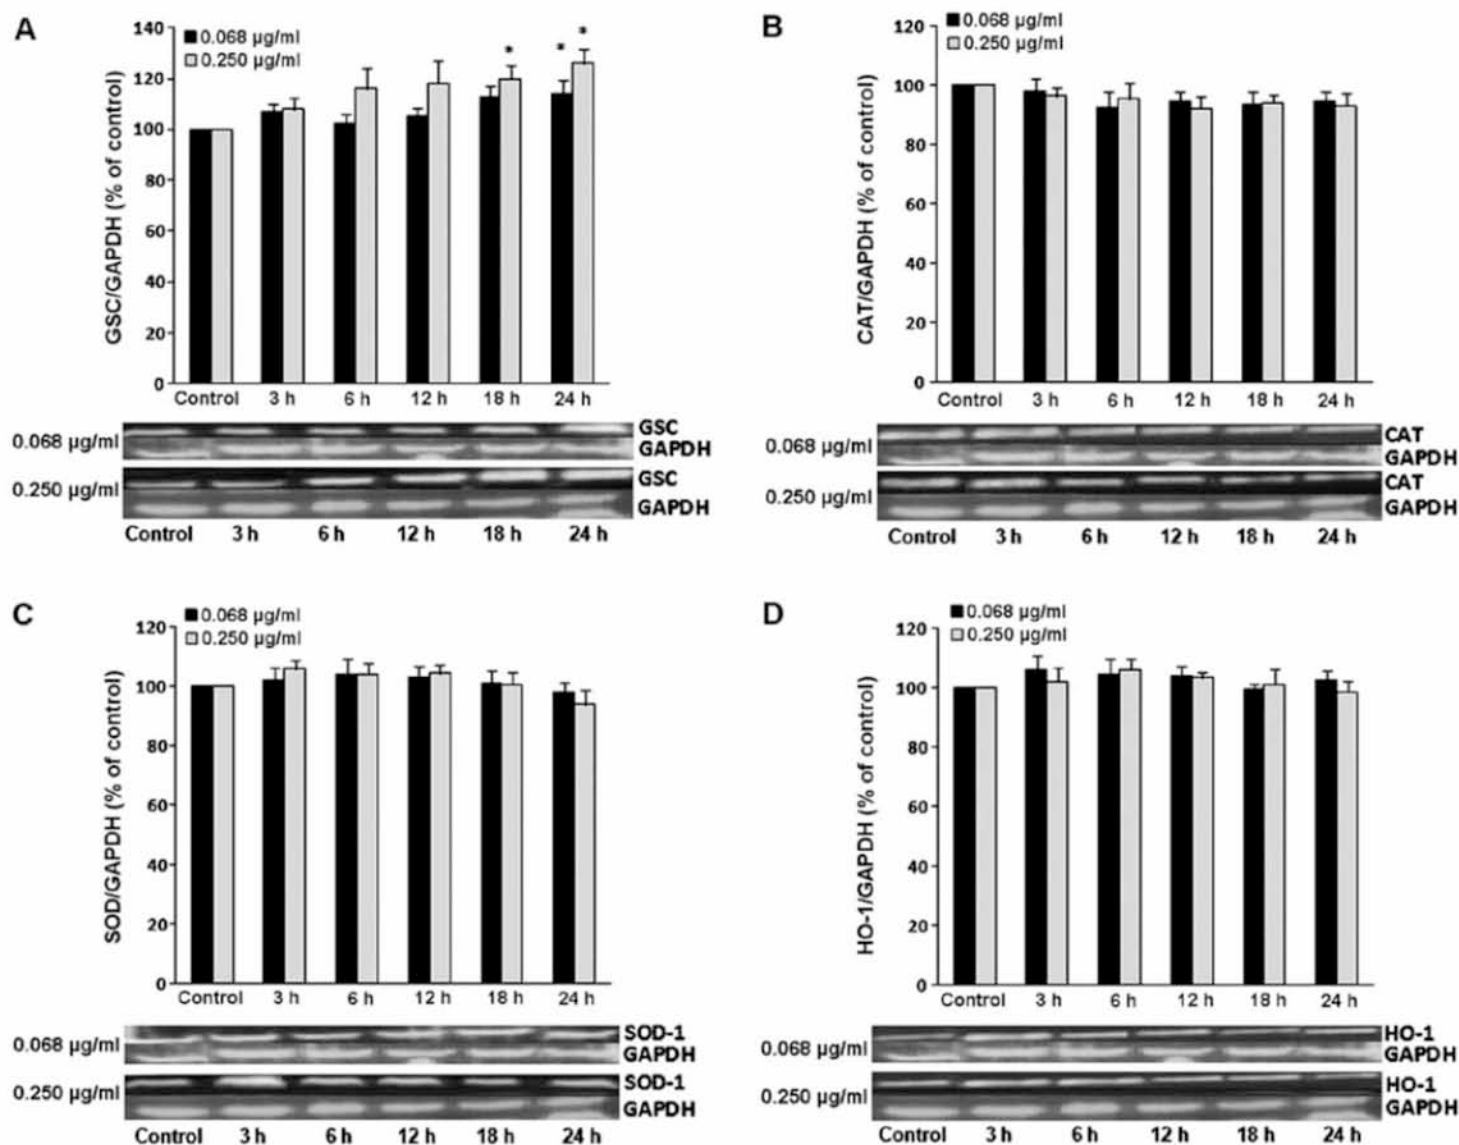 A
0.068 µg/ml
0.250 µg/ml
GSC/GAPDH (% of control)
140
120
100
80
60
40
20
0
* * *
Control 3 h 6 h 12 h 18 h 24 h
0.068 µg/ml GSC
GAPDH
0.250 µg/ml GSC
GAPDH
Control 3 h 6 h 12 h 18 h 24 h
B
0.068 µg/ml
0.250 µg/ml
CAT/GAPDH (% of control)
120
100
80
60
40
20
0
Control 3 h 6 h 12 h 18 h 24 h
0.068 µg/ml CAT
GAPDH
0.250 µg/ml CAT
GAPDH
Control 3 h 6 h 12 h 18 h 24 h
C
0.068 µg/ml
0.250 µg/ml
SOD/GAPDH (% of control)
120
100
80
60
40
20
0
Control 3 h 6 h 12 h 18 h 24 h
0.068 µg/ml SOD-1
GAPDH
0.250 µg/ml SOD-1
GAPDH
Control 3 h 6 h 12 h 18 h 24 h
D
0.068 µg/ml
0.250 µg/ml
HO-1/GAPDH (% of control)
120
100
80
60
40
20
0
Control 3 h 6 h 12 h 18 h 24 h
0.068 µg/ml HO-1
GAPDH
0.250 µg/ml HO-1
GAPDH
Control 3 h 6 h 12 h 18 h 24 h